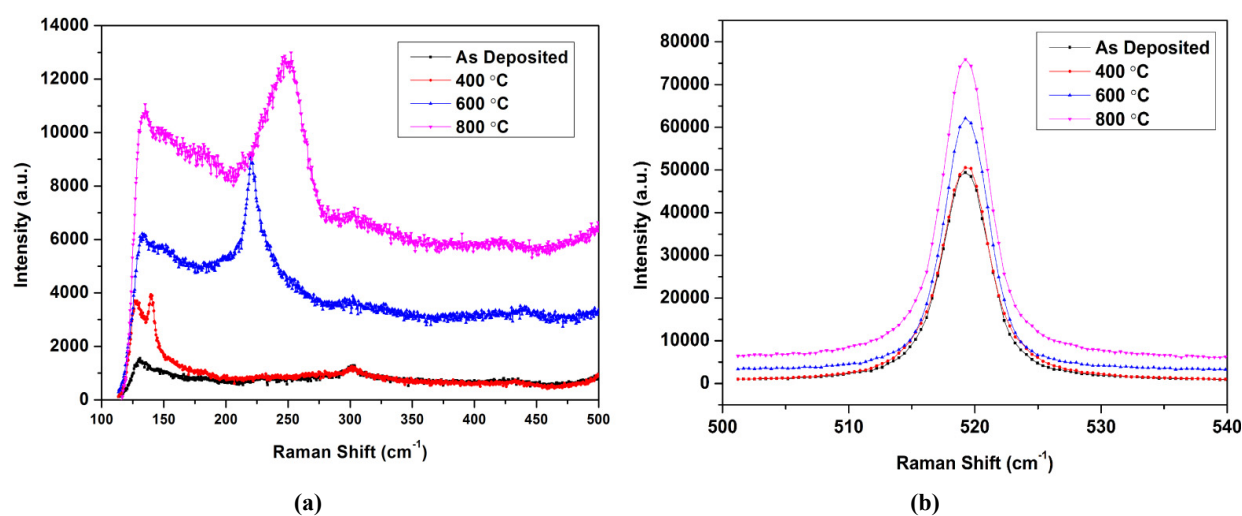 14000
12000
10000
8000
6000
4000
2000
0
100 150 200 250 300 350 400 450 500
Intensity (a.u.)
Raman Shift (cm⁻¹)
As Deposited
400 °C
600 °C
800 °C
(a)
80000
70000
60000
50000
40000
30000
20000
10000
0
500 510 520 530 540
Intensity (a.u.)
Raman Shift (cm⁻¹)
As Deposited
400 °C
600 °C
800 °C
(b)